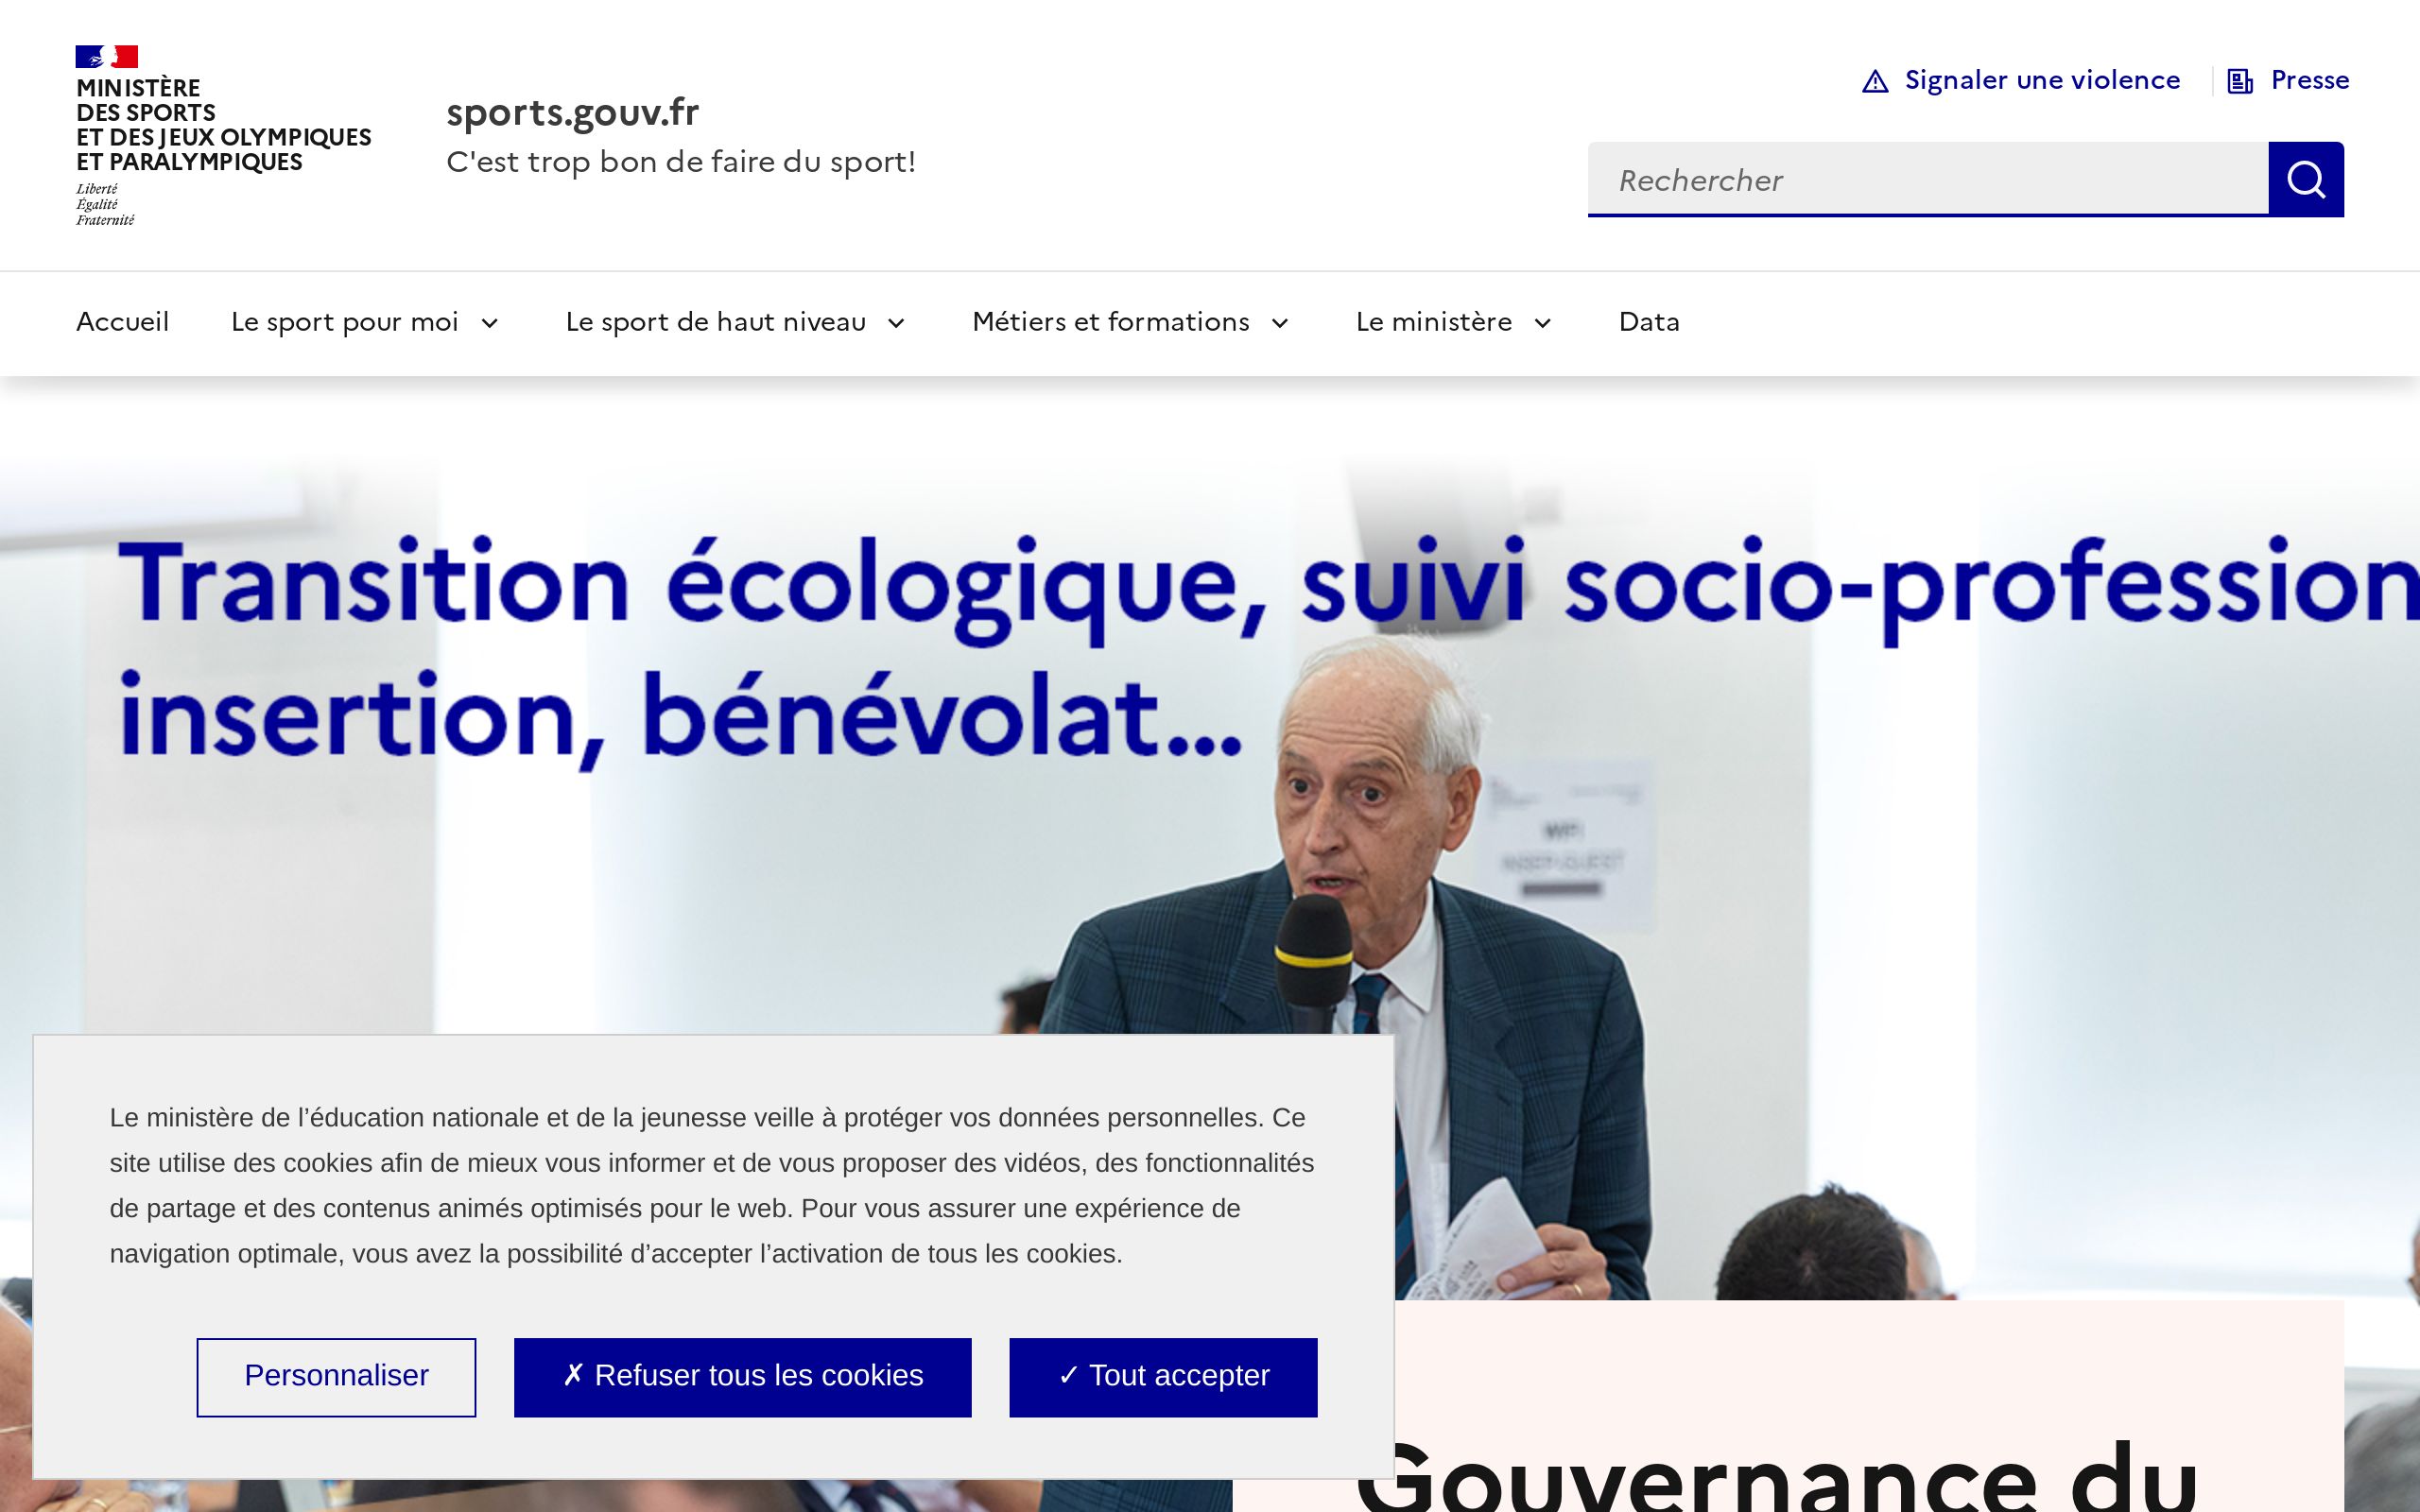 MINISTÈRE
DES SPORTS
ET DES JEUX OLYMPIQUES
ET PARALYMPIQUES
Liberté
Égalité
Fraternité
sports.gouv.fr
C'est trop bon de faire du sport!
Signaler une violence
Presse
Rechercher
Accueil
Le sport pour moi
Le sport de haut niveau
Métiers et formations
Le ministère
Data
Transition écologique, suivi socio-profession
insertion, bénévolat...
WIFI
Le ministère de l’éducation nationale et de la jeunesse veille à protéger vos données personnelles. Ce
site utilise des cookies afin de mieux vous informer et de vous proposer des vidéos, des fonctionnalités
de partage et des contenus animés optimisés pour le web. Pour vous assurer une expérience de
navigation optimale, vous avez la possibilité d’accepter l’activation de tous les cookies.
Personnaliser
✗ Refuser tous les cookies
✓ Tout accepter
Gouvernance du